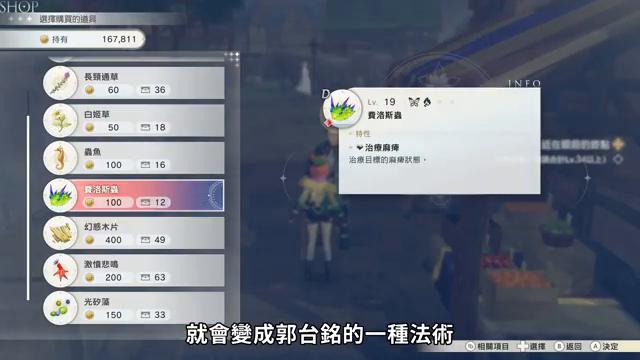 SHOP
選擇購買的道具
持有 167,811
長頸通草
60 36
白姬草
50 18
蟲魚
100 16
費洛斯蟲
100 12
幻惑木片
400 49
激憤悲鳴
200 63
光矽藻
150 33
INFO
Lv. 19
費洛斯蟲
特性
治療麻痺
治療目標的麻痺狀態。
就會變成郭台銘的一種法術
相關項目 選擇 B 返回 A 決定